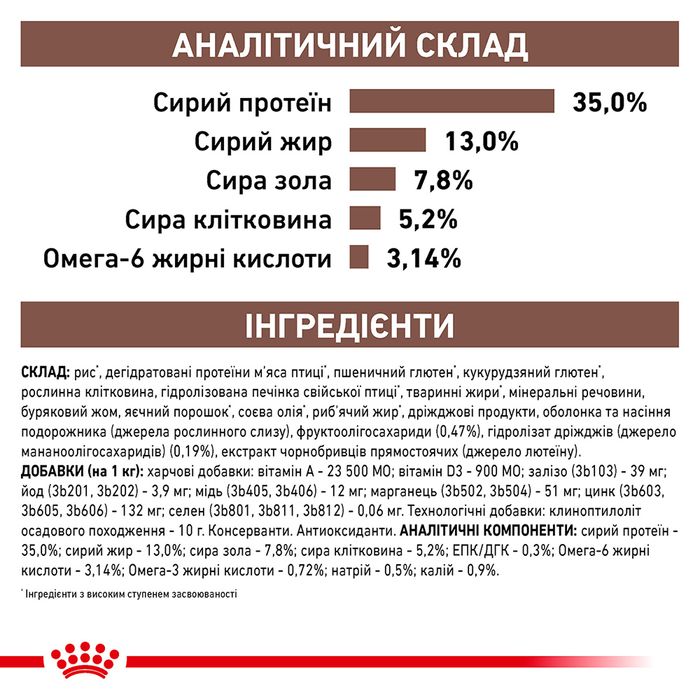 АНАЛІТИЧНИЙ СКЛАД
Сирий протеїн 35,0%
Сирий жир 13,0%
Сира зола 7,8%
Сира клітковина 5,2%
Омега-6 жирні кислоти 3,14%
ІНГРЕДІЄНТИ
СКЛАД: рис*, дегідратовані протеїни м'яса птиці*, пшеничний глютен*, кукурудзяний глютен*,
рослинна клітковина, гідролізована печінка свійської птиці*, тваринні жири*, мінеральні речовини,
буряковий жом, яєчний порошок*, соєва олія*, риб'ячий жир*, дріжджові продукти, оболонка та насіння
подорожника (джерела рослинного слизу), фруктоолігосахариди (0,47%), гідролізат дріжджів (джерело
мананоолігосахаридів) (0,19%), екстракт чорнобривців прямостоячих (джерело лютеїну).
ДОБАВКИ (на 1 кг): харчові добавки: вітамін А - 23 500 МО; вітамін D3 - 900 МО; залізо (3b103) - 39 мг;
йод (3b201, 3b202) - 3,9 мг; мідь (3b405, 3b406) - 12 мг; марганець (3b502, 3b504) - 51 мг; цинк (3b603,
3b605, 3b606) - 132 мг; селен (3b801, 3b811, 3b812) - 0,06 мг. Технологічні добавки: клиноптилоліт
осадового походження - 10 г. Консерванти. Антиоксиданти. АНАЛІТИЧНІ КОМПОНЕНТИ: сирий протеїн -
35,0%; сирий жир - 13,0%; сира зола - 7,8%; сира клітковина - 5,2%; ЕПК/ДГК - 0,3%; Омега-6 жирні
кислоти - 3,14%; Омега-3 жирні кислоти - 0,72%; натрій - 0,5%; калій - 0,9%.
* Інгредієнти з високим ступенем засвоюваності